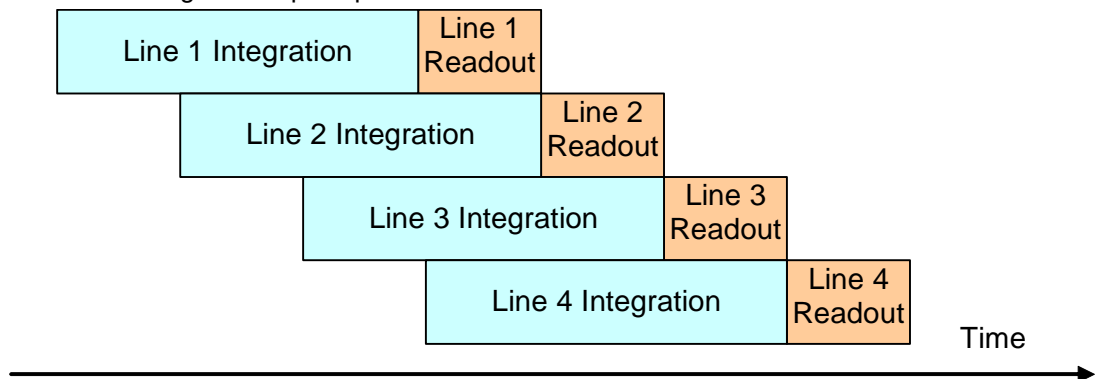 Line 1 Integration
Line 1
Readout
Line 2 Integration
Line 2
Readout
Line 3 Integration
Line 3
Readout
Line 4 Integration
Line 4
Readout
Time